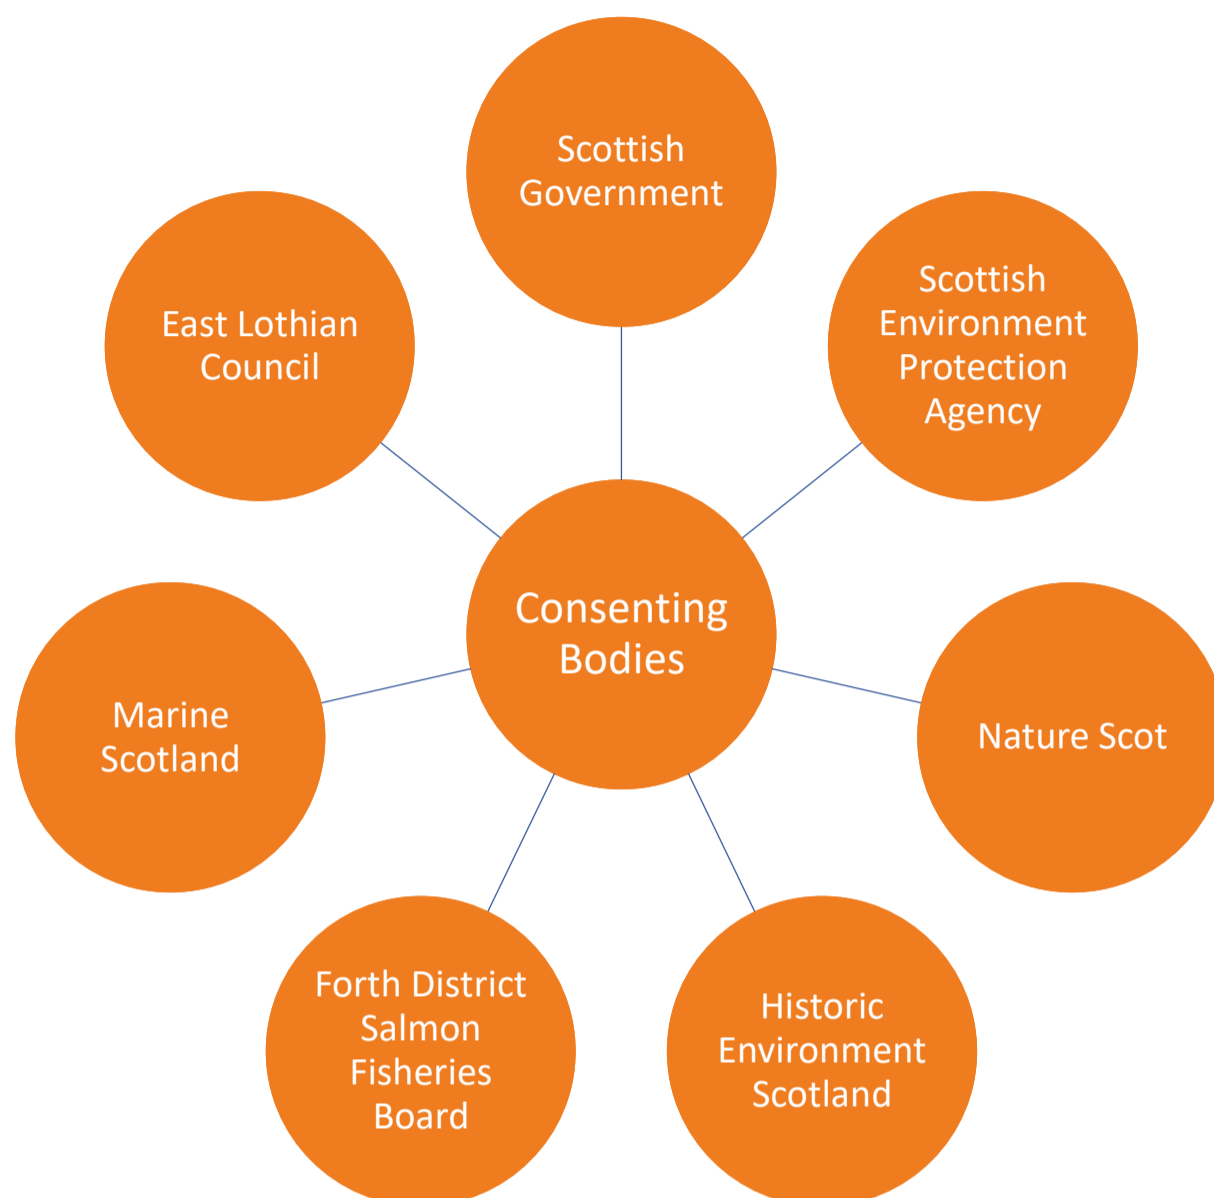 Scottish
Government
Scottish
Environment
Protection
Agency
East Lothian
Council
Consenting
Bodies
Marine
Scotland
Nature Scot
Forth District
Salmon
Fisheries
Board
Historic
Environment
Scotland